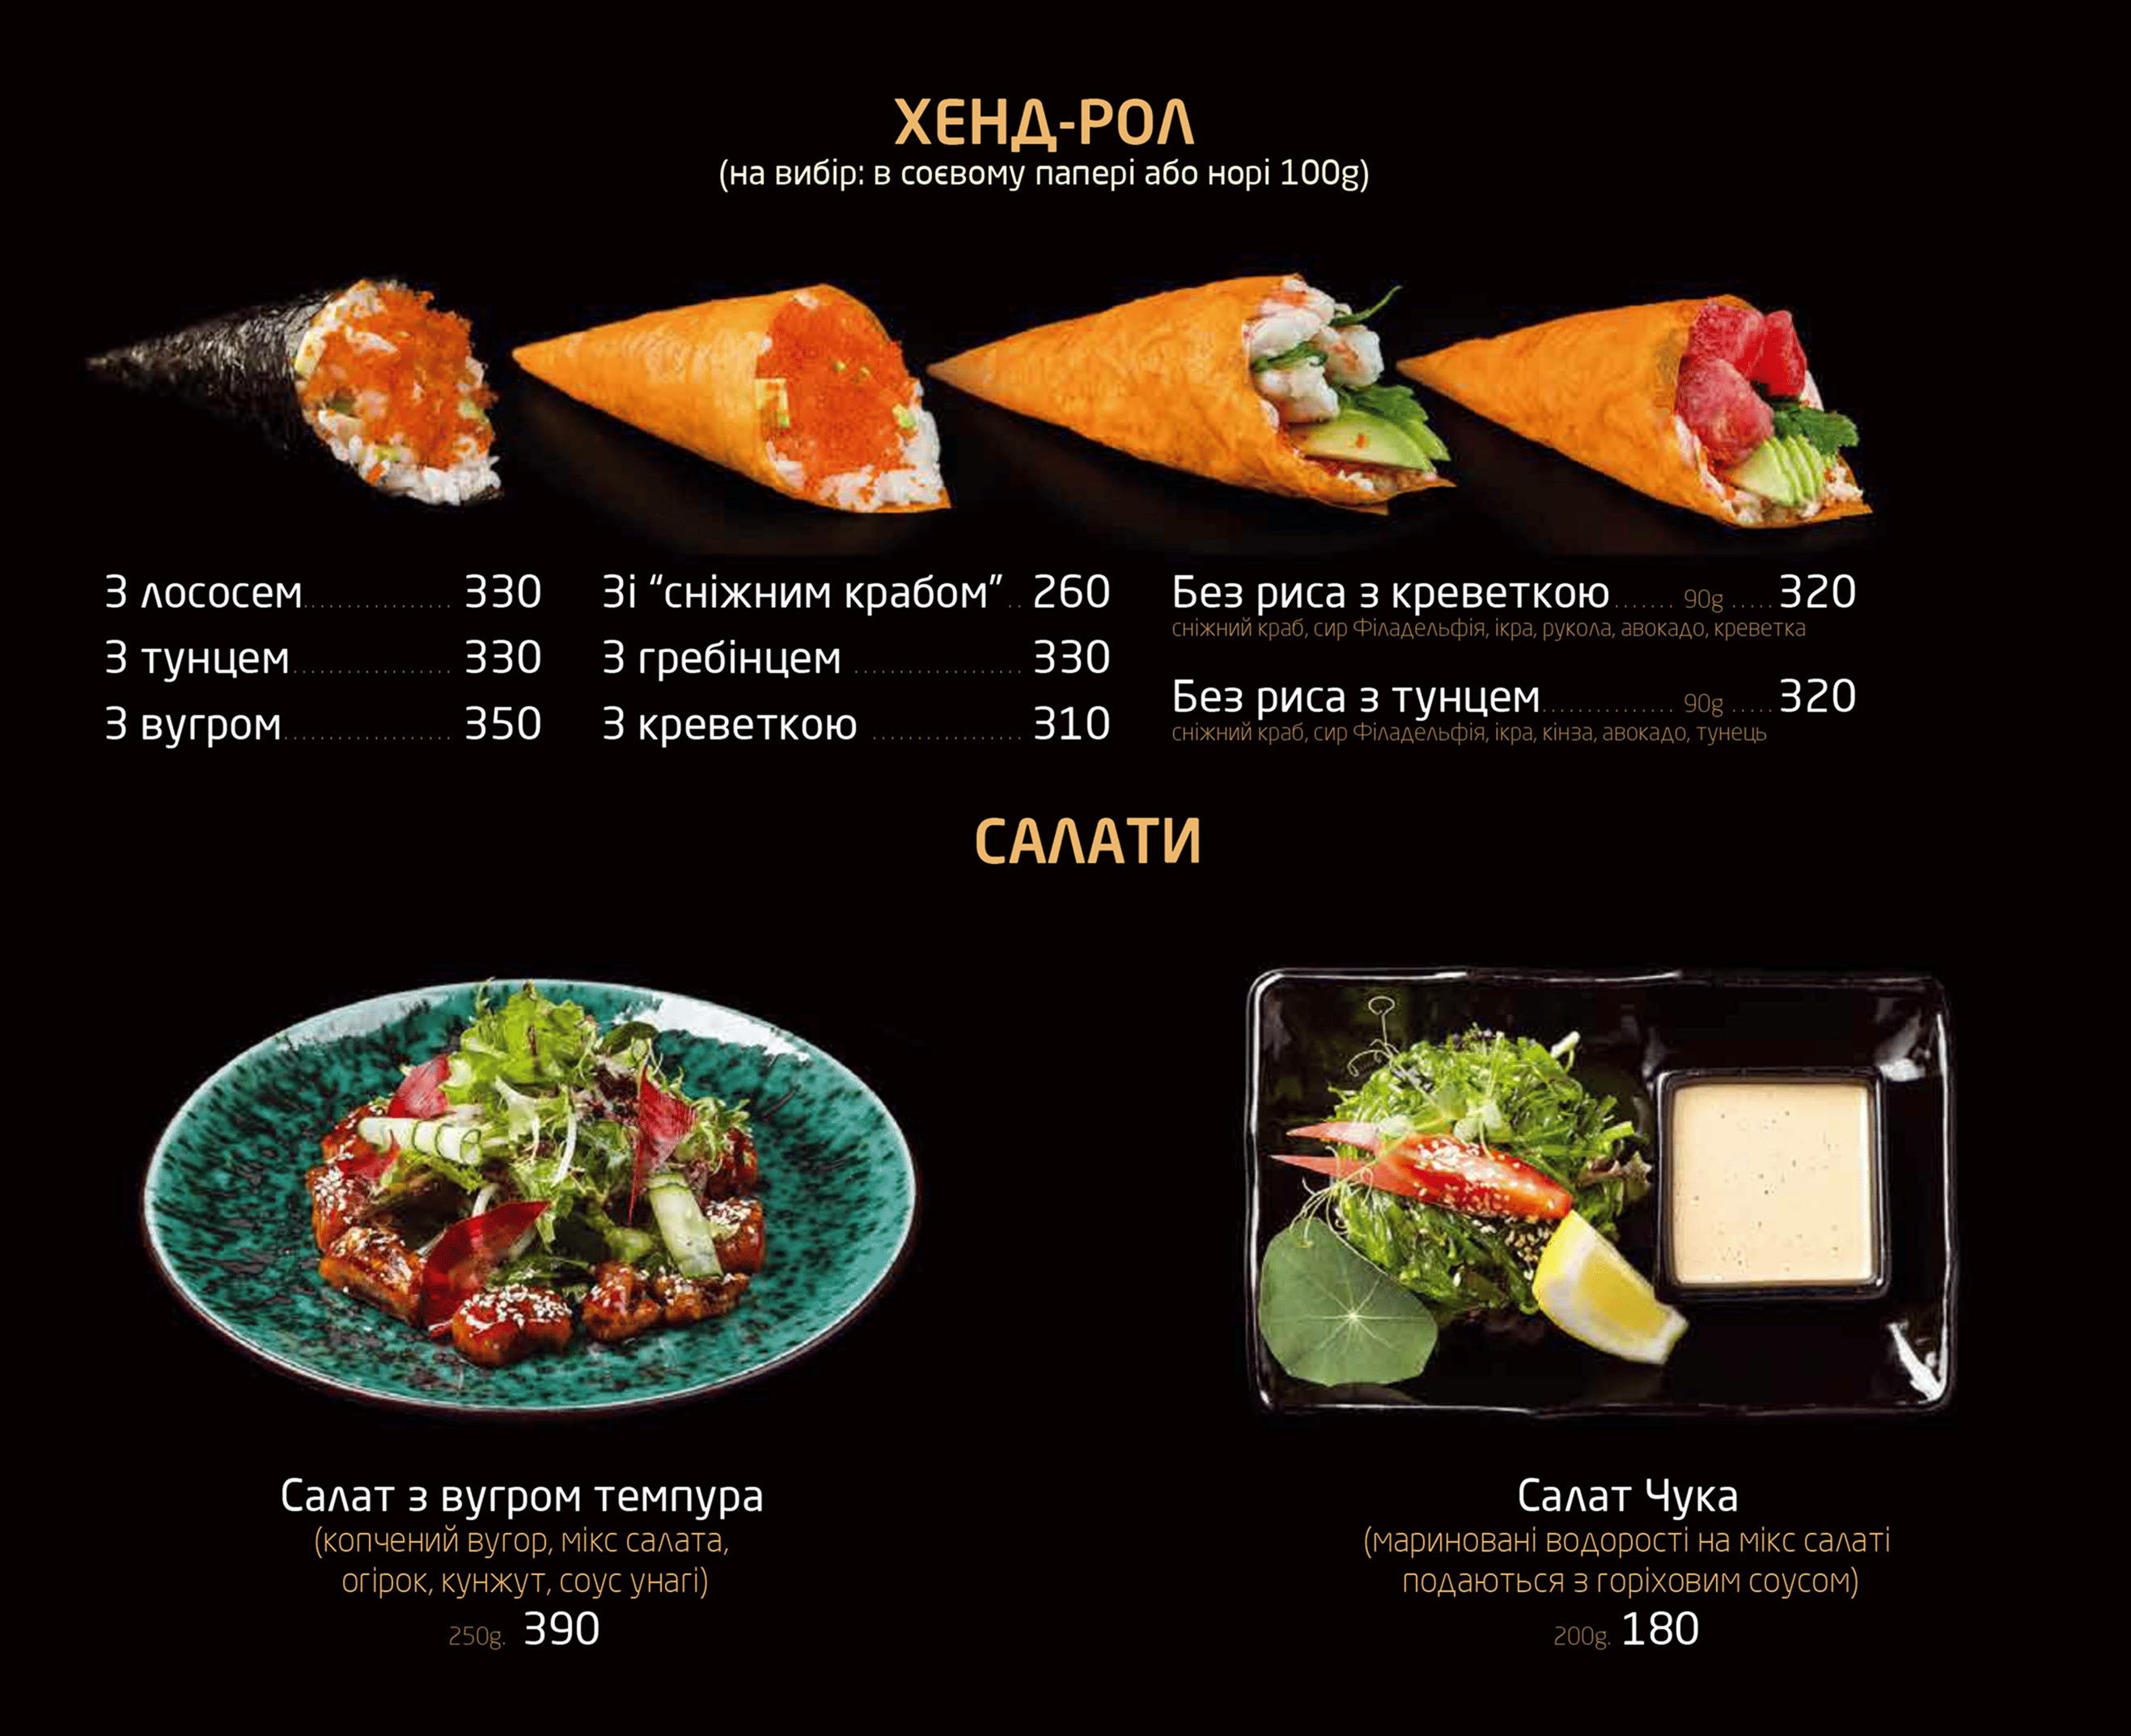 ХЕНД-РОЛ
(на вибір: в соєвому папері або норі 100g)
З лососем 330
З тунцем 330
З вугром 350
Зі “сніжним крабом” 260
З гребінцем 330
З креветкою 310
Без риса з креветкою 90g 320
сніжний краб, сир Філадельфія, ікра, рукола, авокадо, креветка
Без риса з тунцем 90g 320
сніжний краб, сир Філадельфія, ікра, кінза, авокадо, тунець
САЛАТИ
Салат з вугром темпура
(копчений вугор, мікс салата,
огірок, кунжут, соус унагі)
250g. 390
Салат Чука
(мариновані водорості на мікс салаті
подаються з горіховим соусом)
200g. 180